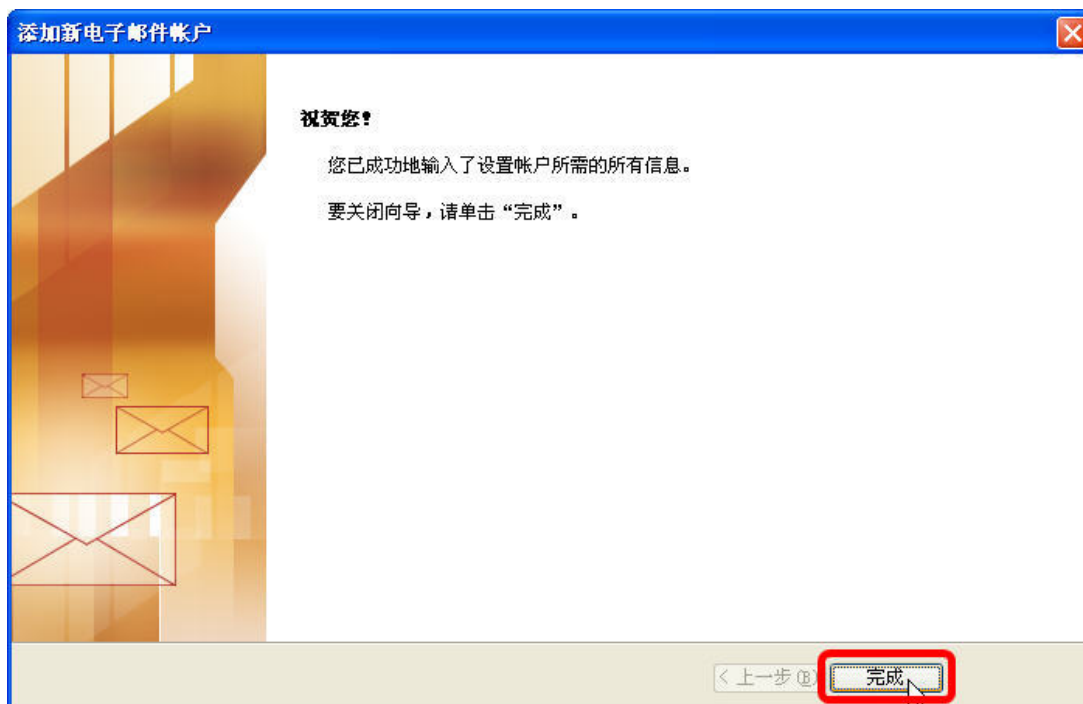 添加新电子邮件帐户
祝贺您!
您已成功地输入了设置帐户所需的所有信息。
要关闭向导,请单击“完成”。
< 上一步(B)
完成